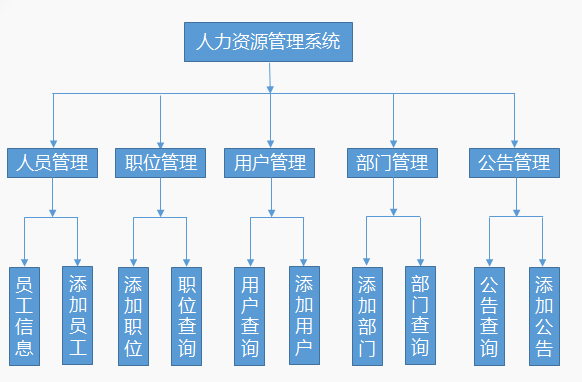 人力资源管理系统
人员管理
职位管理
用户管理
部门管理
公告管理
员工信息
添加员工
添加职位
职位查询
用户查询
添加用户
添加部门
部门查询
公告查询
添加公告